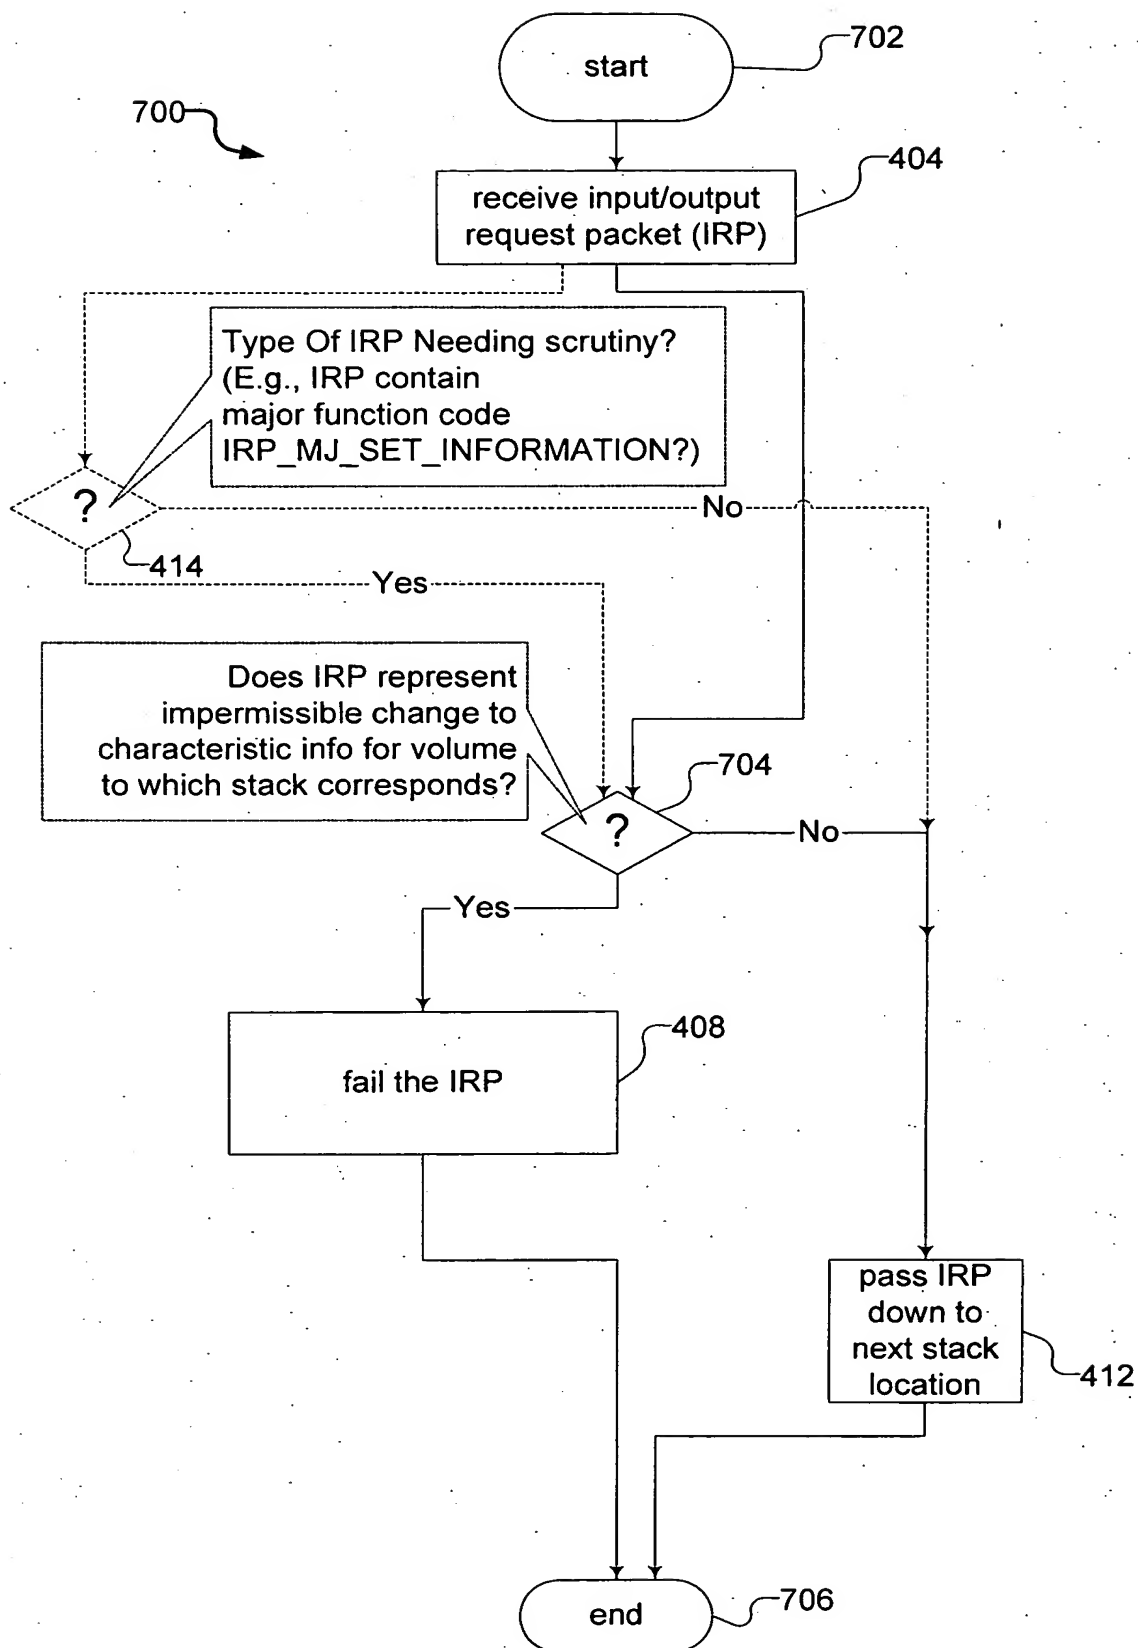 start
702
700
404
receive input/output
request packet (IRP)
Type Of IRP Needing scrutiny?
(E.g., IRP contain
major function code
IRP_MJ_SET_INFORMATION?)
?
No
414
Yes
Does IRP represent
impermissible change to
characteristic info for volume
to which stack corresponds?
704
?
No
Yes
408
fail the IRP
pass IRP
down to
next stack
location
412
end
706